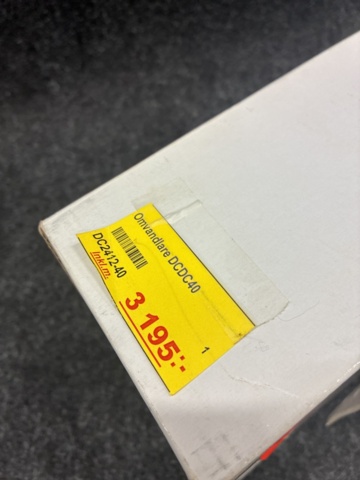 Omvandlare DCDC40
DC2412-40
Inkl.m.
3 195:-
1